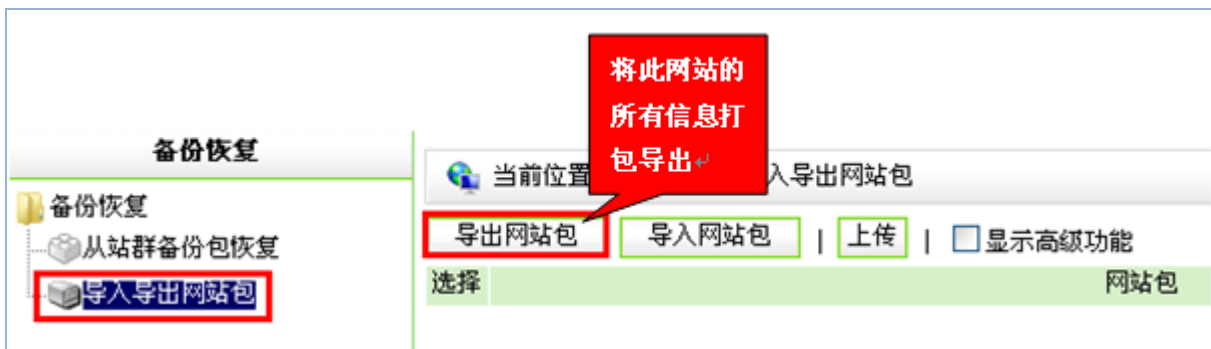 将此网站的
所有信息打
包导出↵
备份恢复
当前位置
入导出网站包
备份恢复
从站群备份包恢复
导入导出网站包
导出网站包 导入网站包 | 上传 | 显示高级功能
选择 网站包